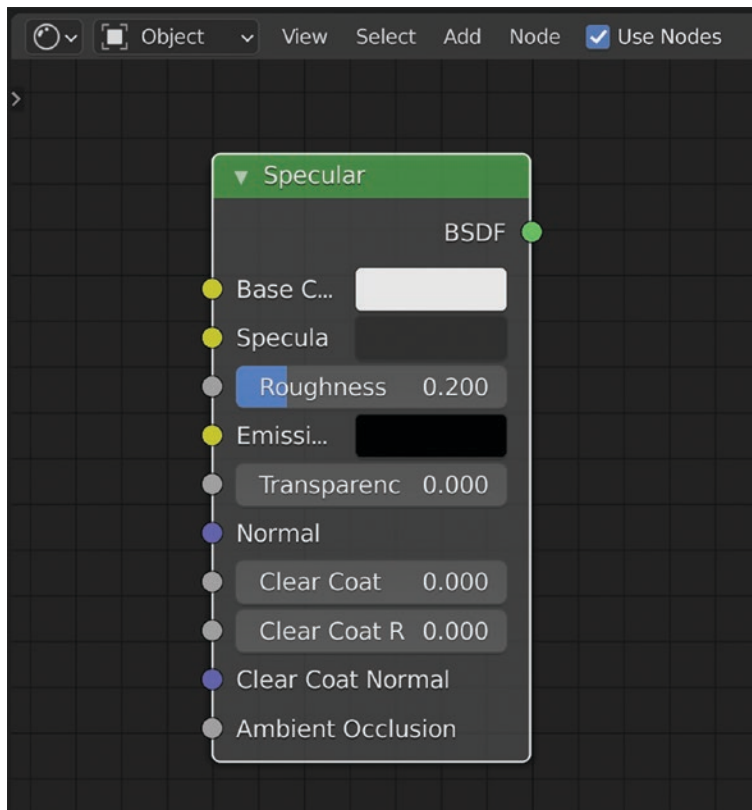 Object View Select Add Node Use Nodes
Specular
BSDF
Base C...
Specula
Roughness 0.200
Emissi...
Transparenc 0.000
Normal
Clear Coat 0.000
Clear Coat R 0.000
Clear Coat Normal
Ambient Occlusion